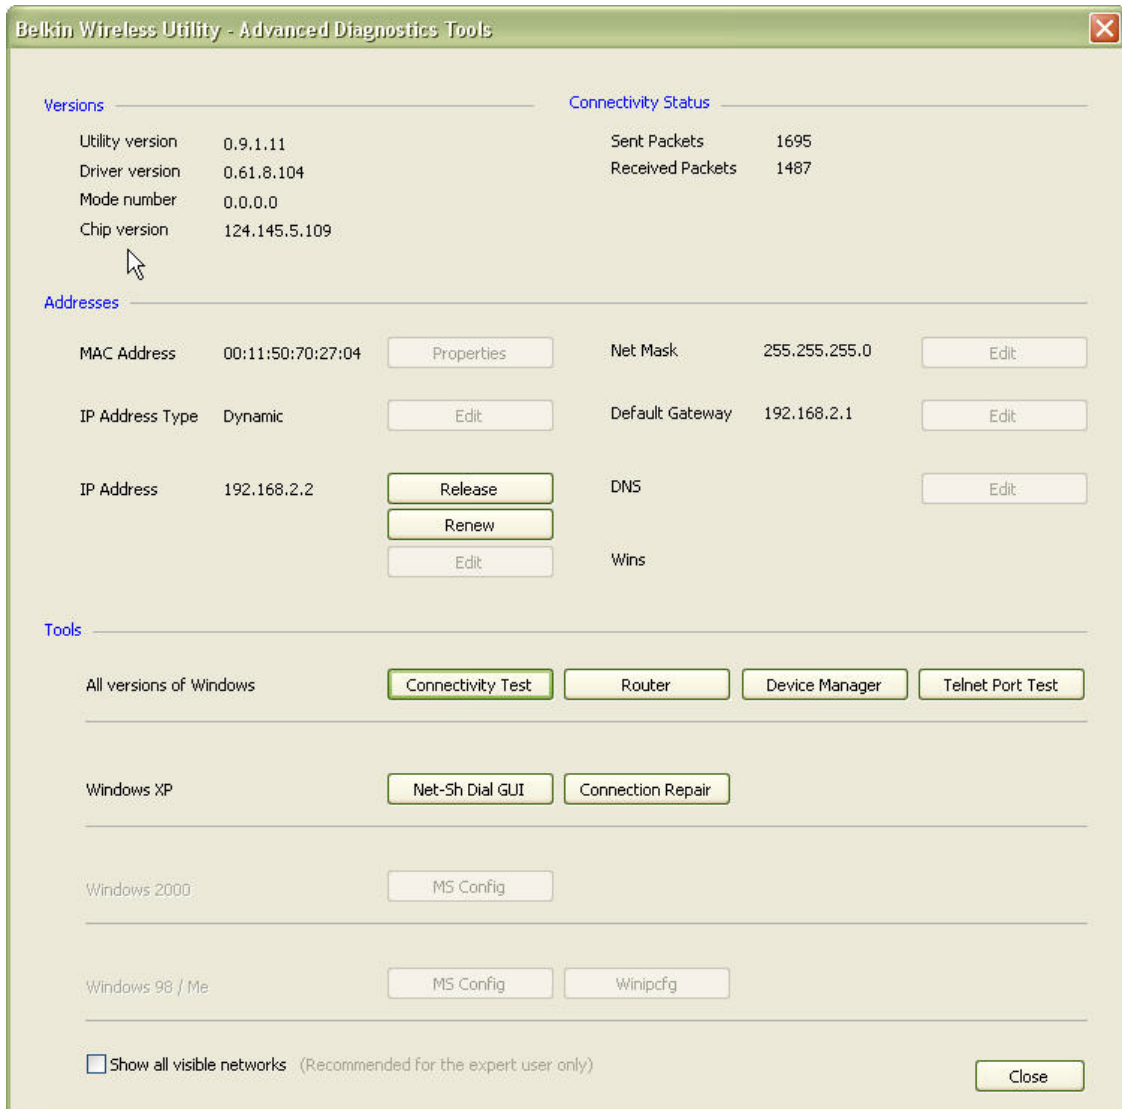 Belkin Wireless Utility - Advanced Diagnostics Tools
Versions
Utility version 0.9.1.11
Driver version 0.61.8.104
Mode number 0.0.0.0
Chip version 124.145.5.109
Connectivity Status
Sent Packets 1695
Received Packets 1487
Addresses
MAC Address 00:11:50:70:27:04 Properties
Net Mask 255.255.255.0 Edit
IP Address Type Dynamic Edit
Default Gateway 192.168.2.1 Edit
IP Address 192.168.2.2 Release
Renew
Edit
DNS Edit
Wins
Tools
All versions of Windows Connectivity Test Router Device Manager Telnet Port Test
Windows XP Net-Sh Dial GUI Connection Repair
Windows 2000 MS Config
Windows 98 / Me MS Config Winipcfg
Show all visible networks (Recommended for the expert user only)
Close